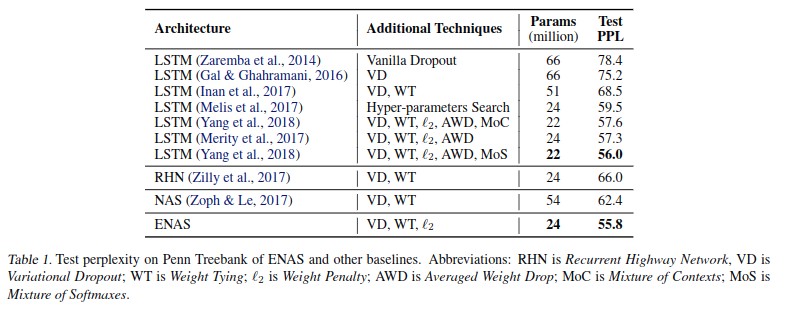 Architecture Additional Techniques Params (million) Test PPL
LSTM (Zaremba et al., 2014) Vanilla Dropout 66 78.4
LSTM (Gal & Ghahramani, 2016) VD 66 75.2
LSTM (Inan et al., 2017) VD, WT 51 68.5
LSTM (Melis et al., 2017) Hyper-parameters Search 24 59.5
LSTM (Yang et al., 2018) VD, WT, ℓ2, AWD, MoC 22 57.6
LSTM (Merity et al., 2017) VD, WT, ℓ2, AWD 24 57.3
LSTM (Yang et al., 2018) VD, WT, ℓ2, AWD, MoS 22 56.0
RHN (Zilly et al., 2017) VD, WT 24 66.0
NAS (Zoph & Le, 2017) VD, WT 54 62.4
ENAS VD, WT, ℓ2 24 55.8
Table 1. Test perplexity on Penn Treebank of ENAS and other baselines. Abbreviations: RHN is Recurrent Highway Network, VD is
Variational Dropout; WT is Weight Tying; ℓ2 is Weight Penalty; AWD is Averaged Weight Drop; MoC is Mixture of Contexts; MoS is
Mixture of Softmaxes.